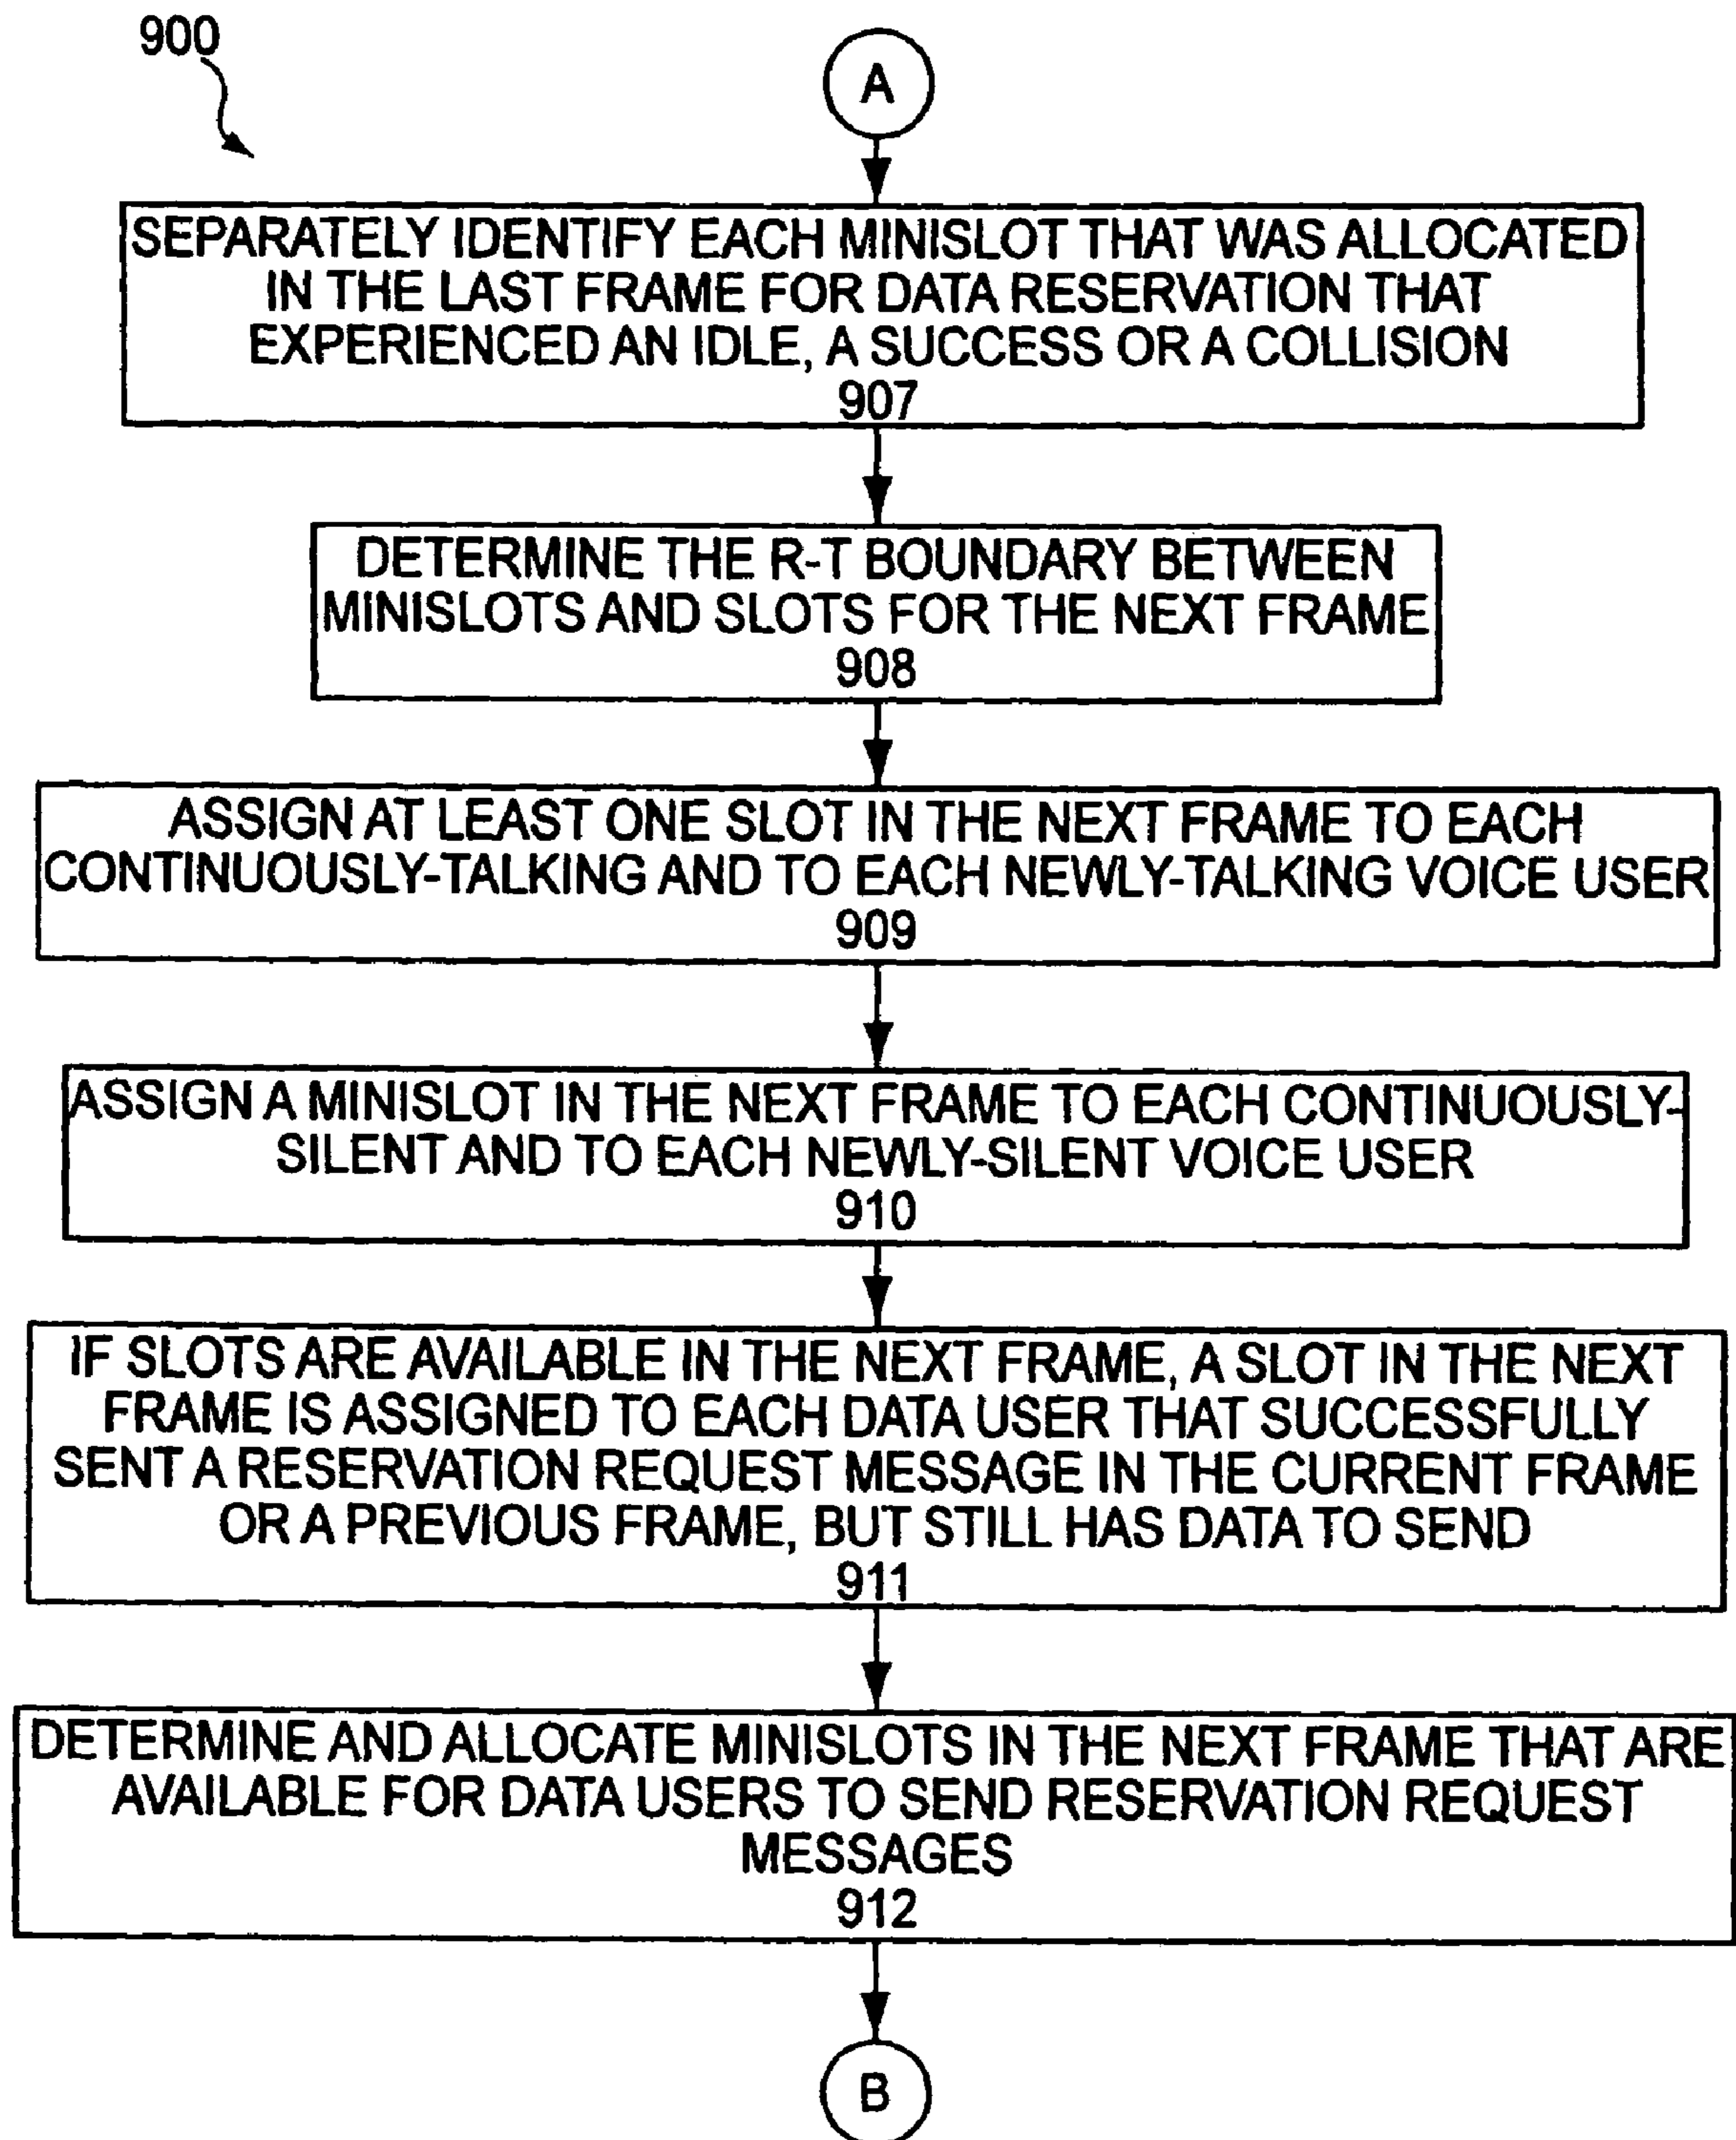 900
A
SEPARATELY IDENTIFY EACH MINISLOT THAT WAS ALLOCATED
IN THE LAST FRAME FOR DATA RESERVATION THAT
EXPERIENCED AN IDLE, A SUCCESS OR A COLLISION
907
DETERMINE THE R-T BOUNDARY BETWEEN
MINISLOTS AND SLOTS FOR THE NEXT FRAME
908
ASSIGN AT LEAST ONE SLOT IN THE NEXT FRAME TO EACH
CONTINUOUSLY-TALKING AND TO EACH NEWLY-TALKING VOICE USER
909
ASSIGN A MINISLOT IN THE NEXT FRAME TO EACH CONTINUOUSLY-
SILENT AND TO EACH NEWLY-SILENT VOICE USER
910
IF SLOTS ARE AVAILABLE IN THE NEXT FRAME, A SLOT IN THE NEXT
FRAME IS ASSIGNED TO EACH DATA USER THAT SUCCESSFULLY
SENT A RESERVATION REQUEST MESSAGE IN THE CURRENT FRAME
OR A PREVIOUS FRAME, BUT STILL HAS DATA TO SEND
911
DETERMINE AND ALLOCATE MINISLOTS IN THE NEXT FRAME THAT ARE
AVAILABLE FOR DATA USERS TO SEND RESERVATION REQUEST
MESSAGES
912
B